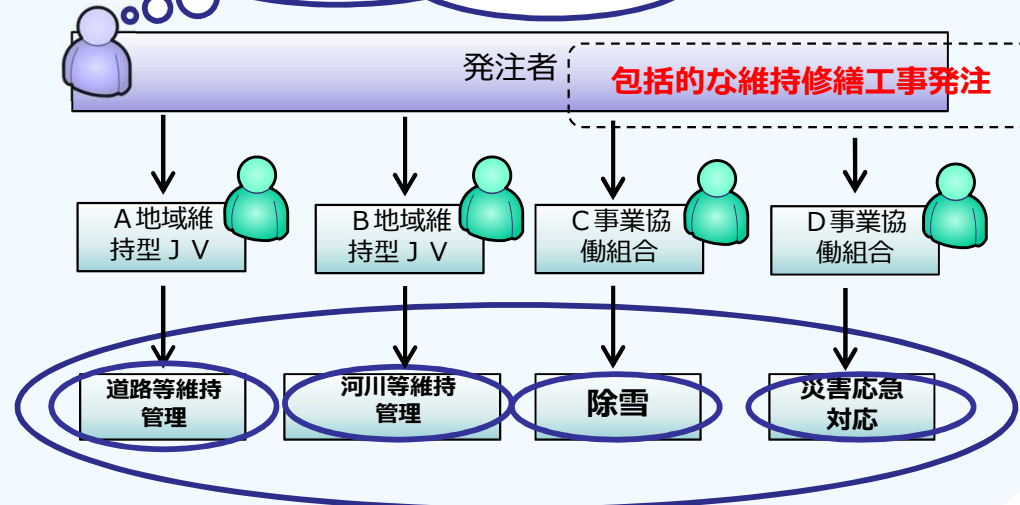 発注者
包括的な維持修繕工事発注
A地域維
持型JV
B地域維
持型JV
C事業協
働組合
D事業協
働組合
道路等維持
管理
河川等維持
管理
除雪
災害応急
対応